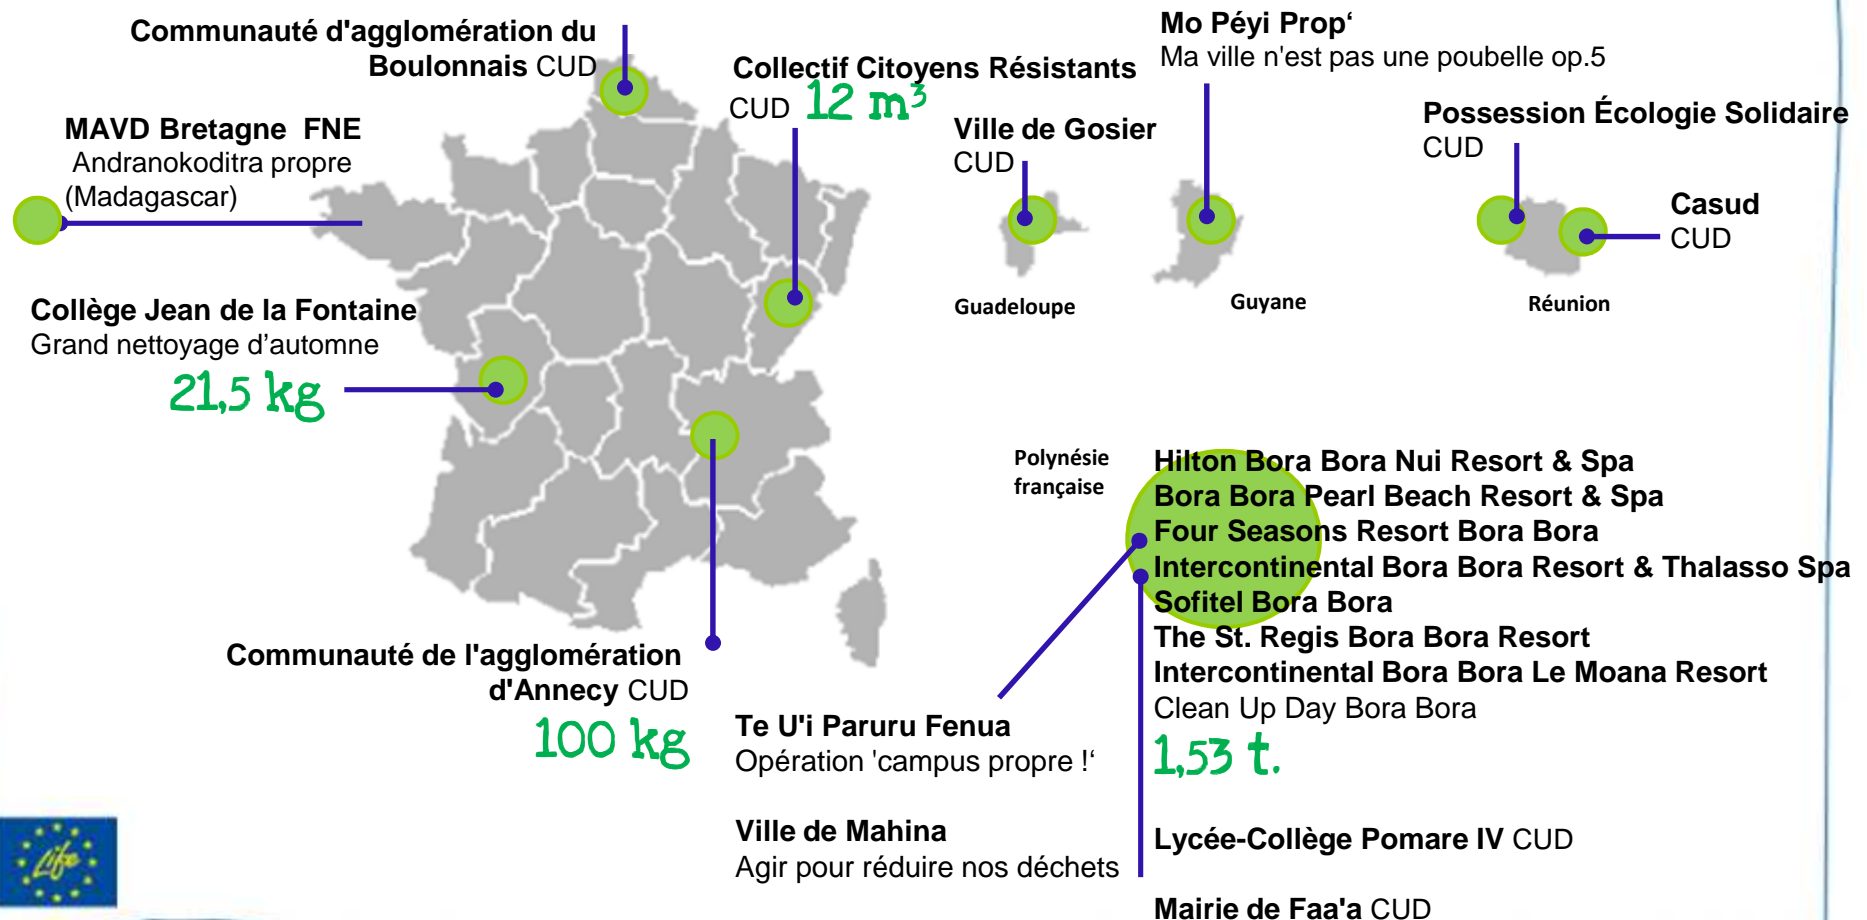 Communauté d'agglomération du
Boulonnais CUD
Collectif Citoyens Résistants
CUD 12 m³
Mo Péyi Prop‘
Ma ville n'est pas une poubelle op.5
MAVD Bretagne FNE
Andranokoditra propre
(Madagascar)
Ville de Gosier
CUD
Possession Écologie Solidaire
CUD
Casud
CUD
Guadeloupe
Guyane
Réunion
Collège Jean de la Fontaine
Grand nettoyage d’automne
21,5 kg
Polynésie
française
Hilton Bora Bora Nui Resort & Spa
Bora Bora Pearl Beach Resort & Spa
Four Seasons Resort Bora Bora
Intercontinental Bora Bora Resort & Thalasso Spa
Sofitel Bora Bora
The St. Regis Bora Bora Resort
Intercontinental Bora Bora Le Moana Resort
Clean Up Day Bora Bora
1,53 t.
Communauté de l'agglomération
d'Annecy CUD
100 kg
Te U'i Paruru Fenua
Opération 'campus propre !‘
Ville de Mahina
Agir pour réduire nos déchets
Lycée-Collège Pomare IV CUD
Mairie de Faa'a CUD
Life